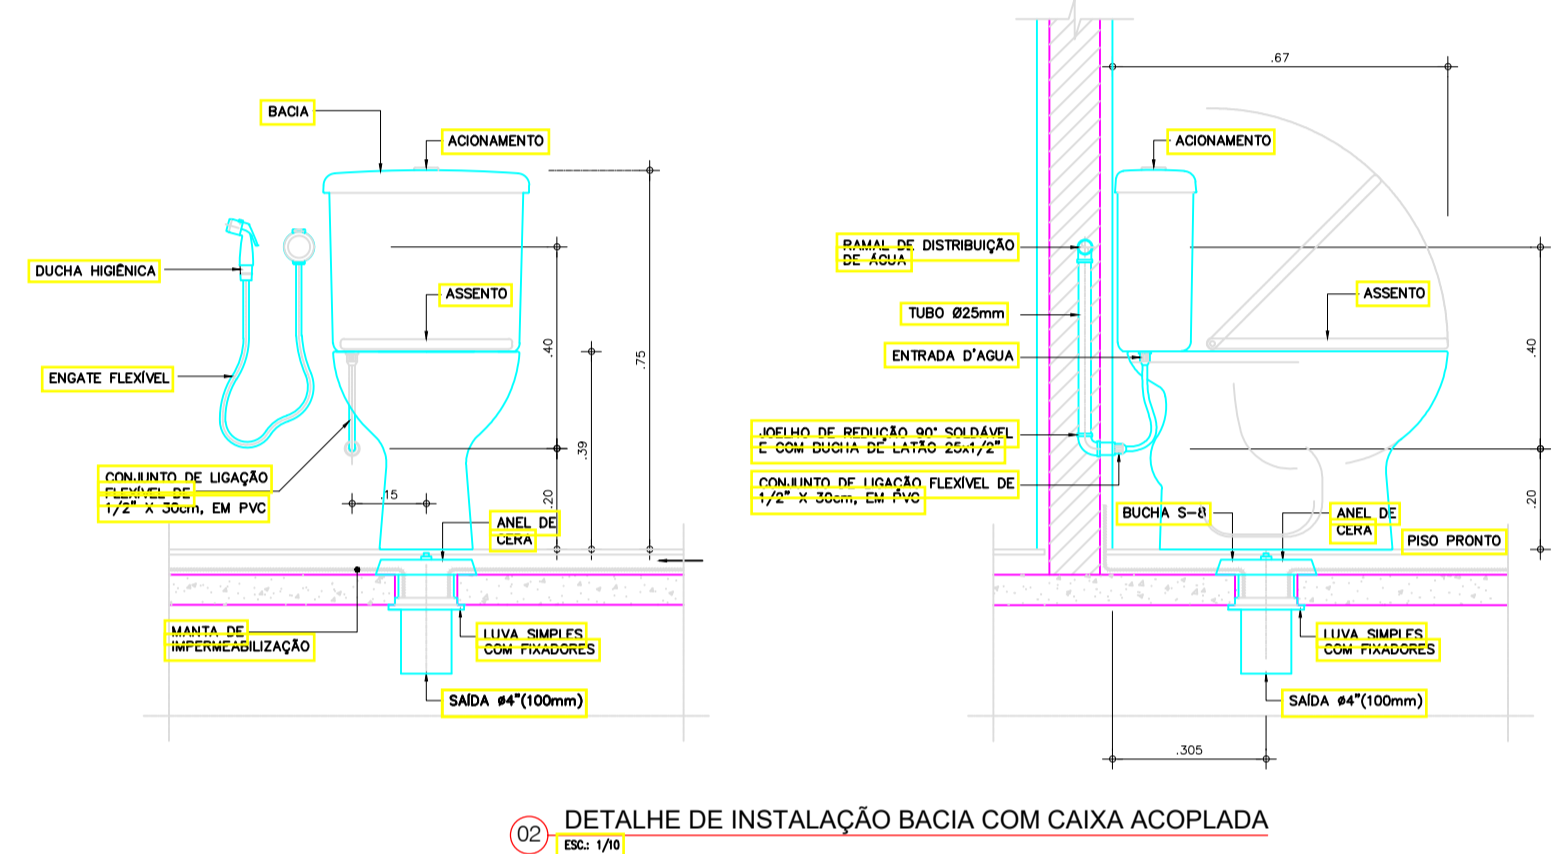 BACIA
ACIONAMENTO
DUCHA HIGIÊNICA
ASSENTO
ENGATE FLEXÍVEL
CONJUNTO DE LIGAÇÃO
FLEXÍVEL DE
1/2" X 30cm, EM PVC
.15
.40
.75
.39
.20
ANEL DE
CERA
MANTA DE
IMPERMEABILIZAÇÃO
LUVA SIMPLES
COM FIXADORES
SAÍDA Ø4"(100mm)
.67
ACIONAMENTO
RAMAL DE DISTRIBUIÇÃO
DE ÁGUA
TUBO Ø25mm
ASSENTO
ENTRADA D'AGUA
.40
JOELHO DE REDUÇÃO 90° SOLDÁVEL
E COM BUCHA DE LATÃO 25x1/2"
CONJUNTO DE LIGAÇÃO FLEXÍVEL DE
1/2" X 30cm, EM PVC
BUCHA S-8
ANEL DE
CERA
.20
PISO PRONTO
LUVA SIMPLES
COM FIXADORES
SAÍDA Ø4"(100mm)
.305
02 DETALHE DE INSTALAÇÃO BACIA COM CAIXA ACOPLADA
ESC.: 1/10